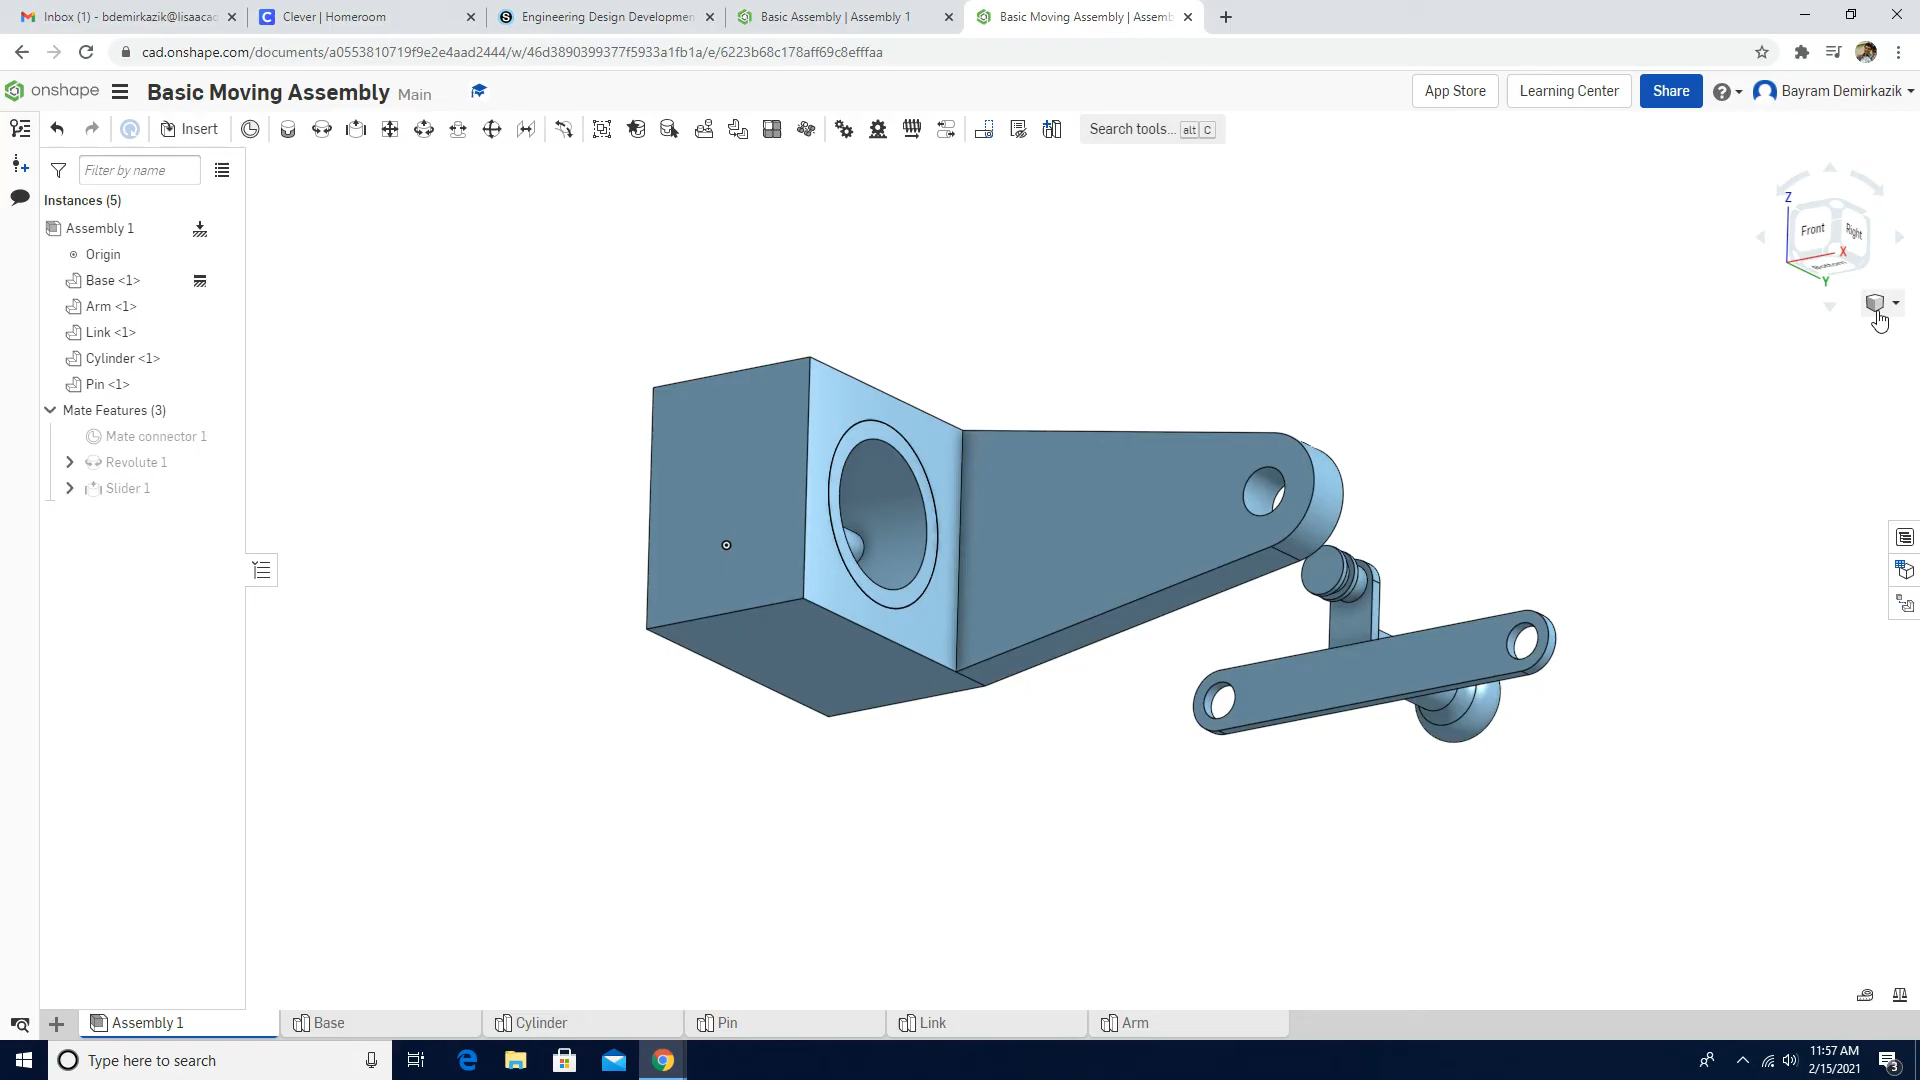 Inbox (1) - bdemirkazik@lisaacac
Clever | Homeroom
Engineering Design Developmen
Basic Assembly | Assembly 1
Basic Moving Assembly | Assemb
cad.onshape.com/documents/a0553810719f9e2e4aad2444/w/46d3890399377f5933a1fb1a/e/6223b68c178aff69c8efffaa
onshape
Basic Moving Assembly Main
App Store
Learning Center
Share
Bayram Demirkazik
Insert
Search tools... alt C
Filter by name
Instances (5)
Assembly 1
Origin
Base <1>
Arm <1>
Link <1>
Cylinder <1>
Pin <1>
Mate Features (3)
Mate connector 1
Revolute 1
Slider 1
Z
Front
Right
X
Bottom
Y
Assembly 1
Base
Cylinder
Pin
Link
Arm
Type here to search
11:57 AM
2/15/2021
3